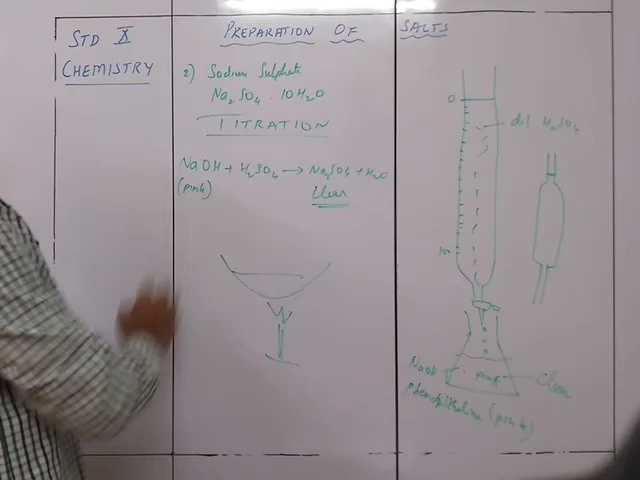 STD X
CHEMISTRY
PREPARATION OF SALTS
2) Sodium Sulphate
Na2SO4 . 10H2O
TITRATION
NaOH + H2SO4 → Na2SO4 + H2O
(pink)
Clear
0
dil H2SO4
100
NaOH
pink
Clear
Phenolphthalein (pink)